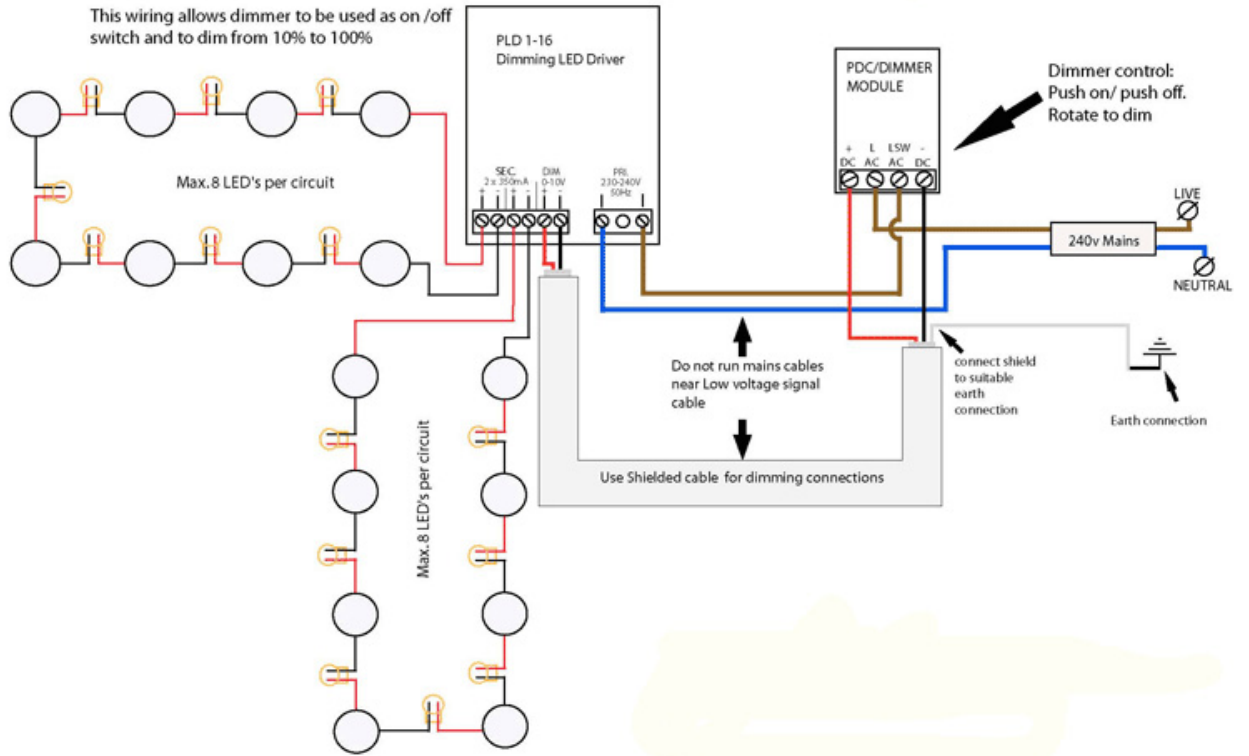 This wiring allows dimmer to be used as on /off
switch and to dim from 10% to 100%
PLD 1-16
Dimming LED Driver
SEC.
2 x 350mA
DIM
0-10V
+ - + - + -
PRI.
230-240V
50Hz
PDC/DIMMER
MODULE
+ L LSW -
DC AC AC DC
Dimmer control:
Push on/ push off.
Rotate to dim
Max.8 LED's per circuit
LIVE
240v Mains
NEUTRAL
Do not run mains cables
near Low voltage signal
cable
connect shield
to suitable
earth
connection
Earth connection
Use Shielded cable for dimming connections
Max.8 LED's per circuit